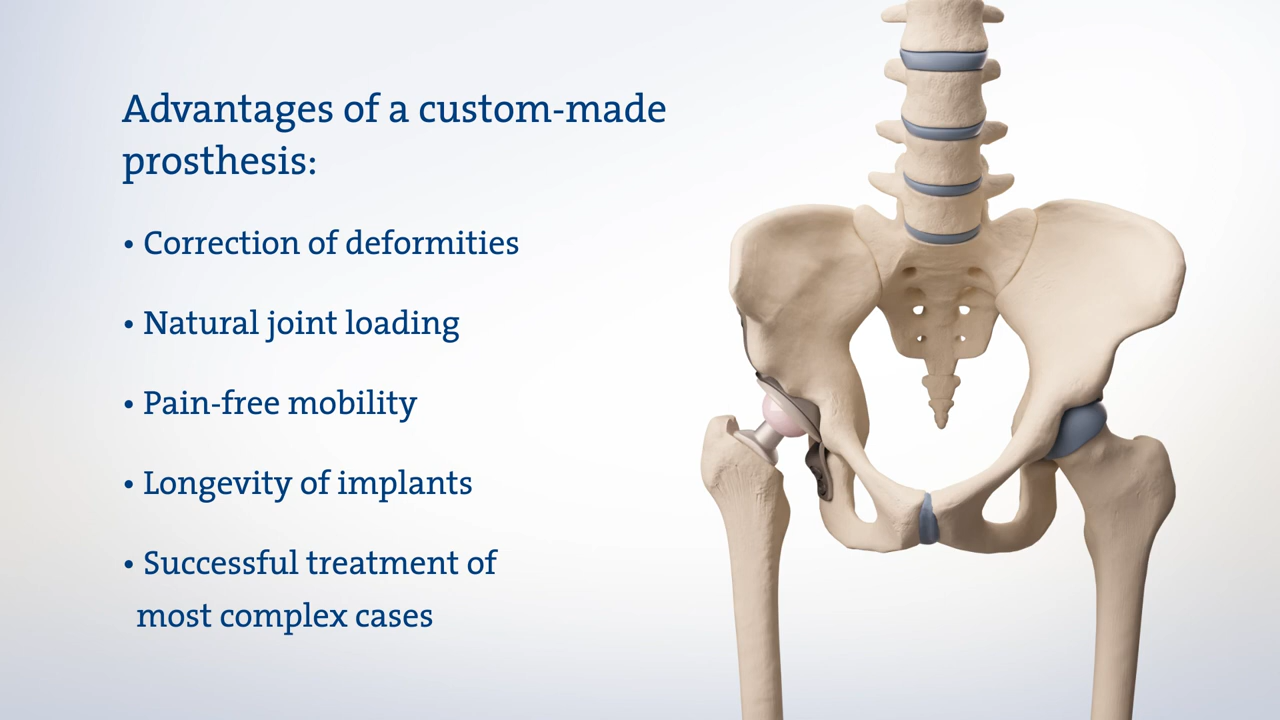 Advantages of a custom-made
prosthesis:
• Correction of deformities
• Natural joint loading
• Pain-free mobility
• Longevity of implants
• Successful treatment of
most complex cases